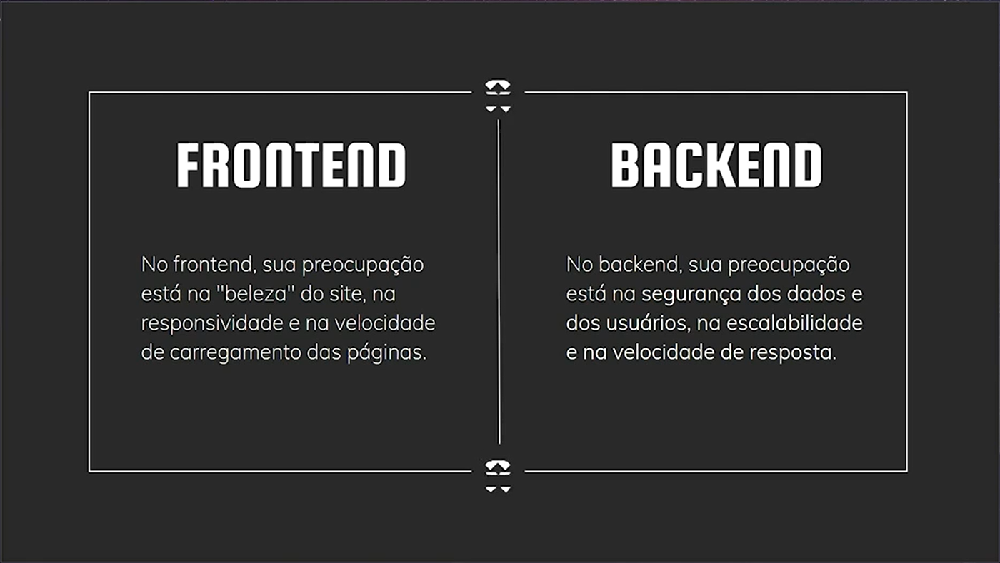 FRONTEND
No frontend, sua preocupação
está na "beleza" do site, na
responsividade e na velocidade
de carregamento das páginas.
BACKEND
No backend, sua preocupação
está na segurança dos dados e
dos usuários, na escalabilidade
e na velocidade de resposta.